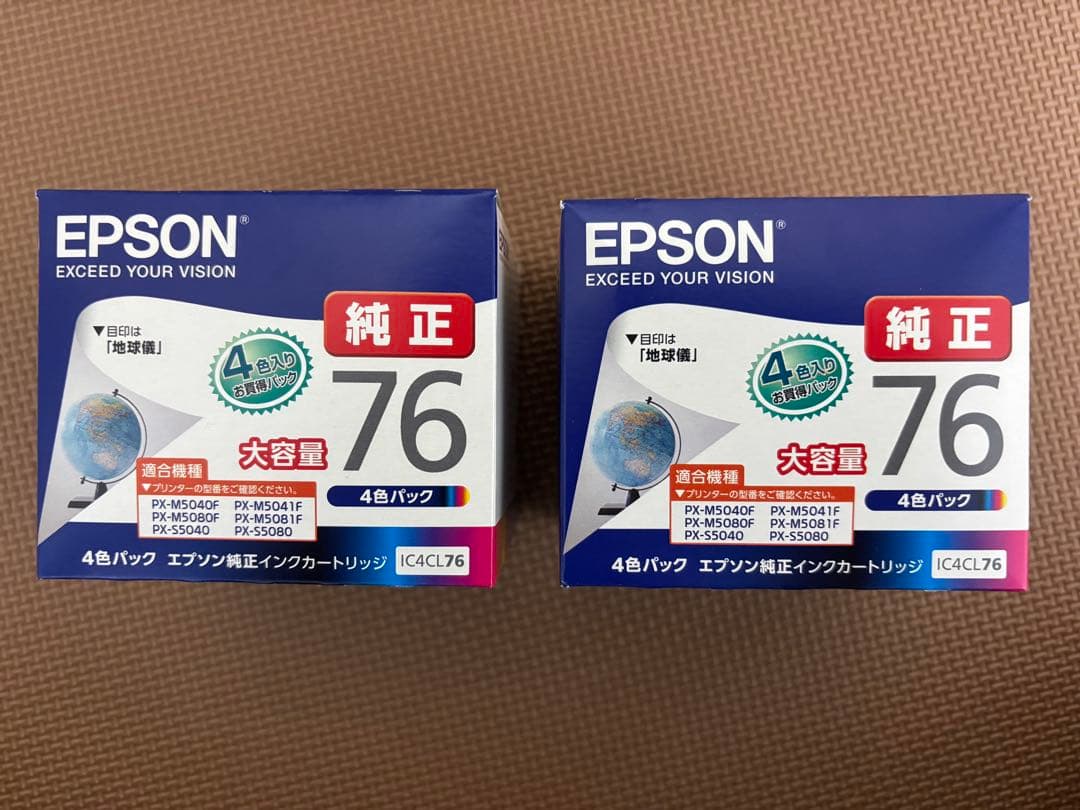 EPSON®
EXCEED YOUR VISION
純正
▼目印は
「地球儀」
4色入り
お買得パック
76
大容量
4色パック
適合機種
▼プリンターの型番をご確認ください。
PX-M5040F PX-M5041F
PX-M5080F PX-M5081F
PX-S5040 PX-S5080
4色パック エプソン純正インクカートリッジ IC4CL76
EPSON®
EXCEED YOUR VISION
純正
▼目印は
「地球儀」
4色入り
お買得パック
76
大容量
4色パック
適合機種
▼プリンターの型番をご確認ください。
PX-M5040F PX-M5041F
PX-M5080F PX-M5081F
PX-S5040 PX-S5080
4色パック エプソン純正インクカートリッジ IC4CL76